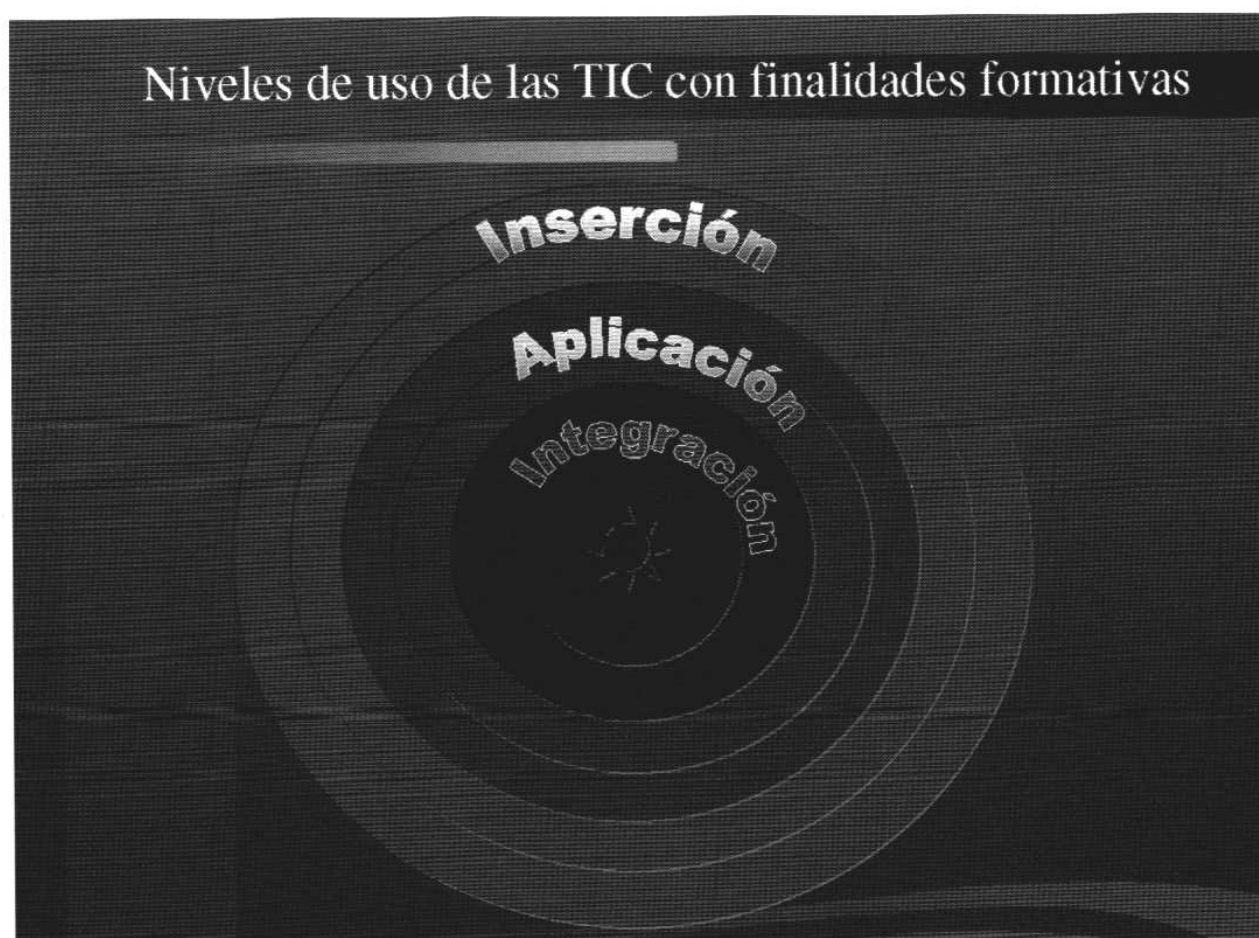 Niveles de uso de las TIC con finalidades formativas
Inserción
Aplicación
Integración